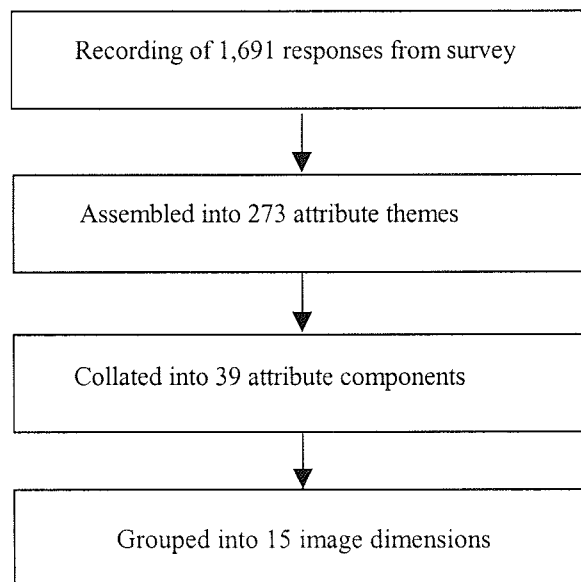 Recording of 1,691 responses from survey
Assembled into 273 attribute themes
Collated into 39 attribute components
Grouped into 15 image dimensions